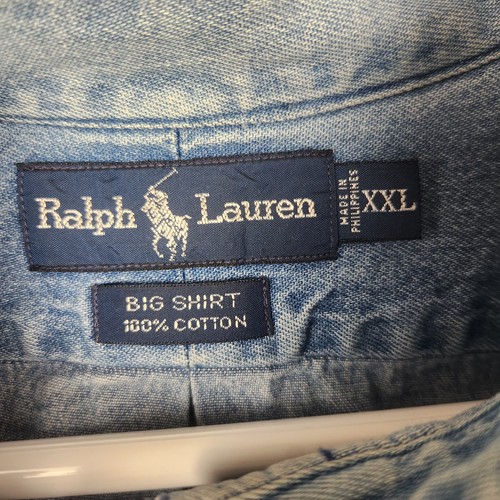 Ralph Lauren
MADE IN
PHILIPPINES
XXL
BIG SHIRT
100% COTTON